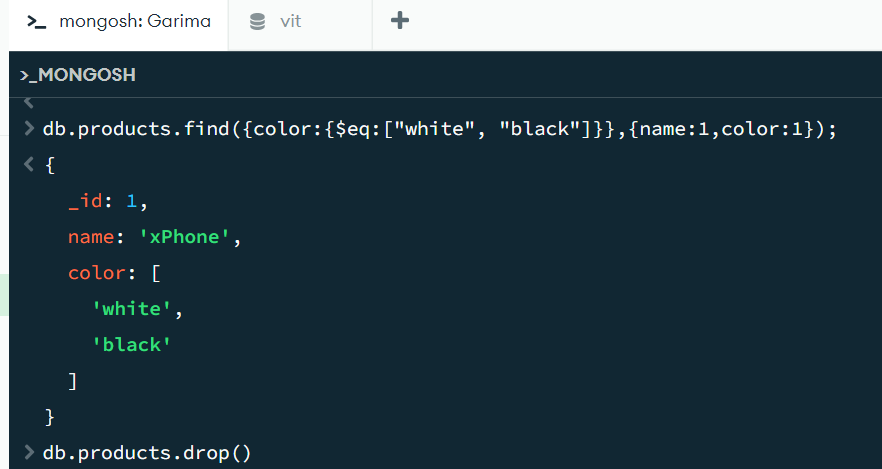 >_ mongosh: Garima
vit
+
>_MONGOSH
<
> db.products.find({color:{$eq:["white", "black"]}},{name:1,color:1});
< {
_id: 1,
name: 'xPhone',
color: [
'white',
'black'
]
}
> db.products.drop()